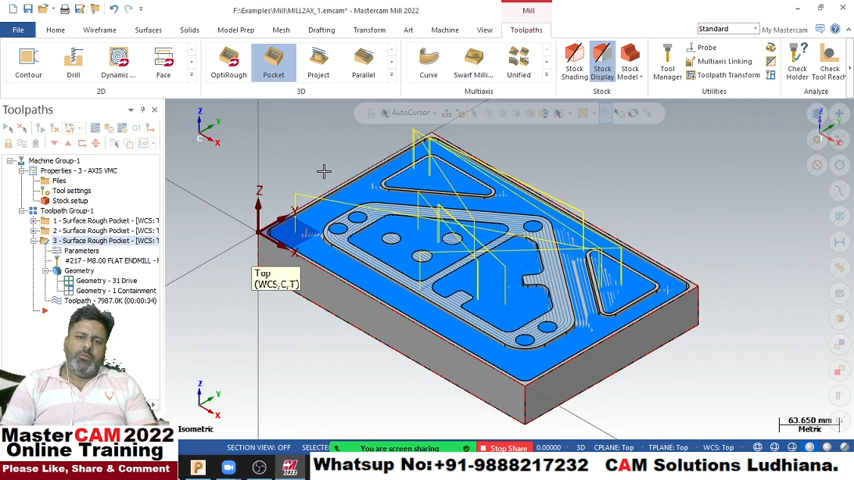 F:\Examples\Mill\MILL2AX_1.emcam* - Mastercam Mill 2022
Mill
File
Home
Wireframe
Surfaces
Solids
Model Prep
Mesh
Drafting
Transform
Art
Machine
View
Toolpaths
Standard
My Mastercam
Contour
Drill
Dynamic ...
Face
OptiRough
Pocket
Project
Parallel
Curve
Swarf Milli...
Unified
Stock Shading
Stock Display
Stock Model
Tool Manager
Probe
Multiaxis Linking
Toolpath Transform
Check Holder
Check Tool Reach
2D
3D
Multiaxis
Stock
Utilities
Analyze
Toolpaths
AutoCursor
Machine Group-1
Properties - 3 - AXIS VMC
Files
Tool settings
Stock setup
Toolpath Group-1
1 - Surface Rough Pocket - [WCS:
2 - Surface Rough Pocket - [WCS:
3 - Surface Rough Pocket - [WCS:
Parameters
#217 - M8.00 FLAT ENDMILL - F
Geometry
Geometry - 31 Drive
Geometry - 1 Containment
Toolpath - 7987.0K (00:00:34)
Z
Y
X
Top
(WCS,C,T)
Isometric
63.650 mm
Metric
SECTION VIEW: OFF
SELECTE
You are screen sharing
Stop Share
0.00000
3D
CPLANE: Top
TPLANE: Top
WCS: Top
MasterCAM 2022
Online Training
Please Like, Share & Comment
Whatsup No:+91-9888217232 CAM Solutions Ludhiana.